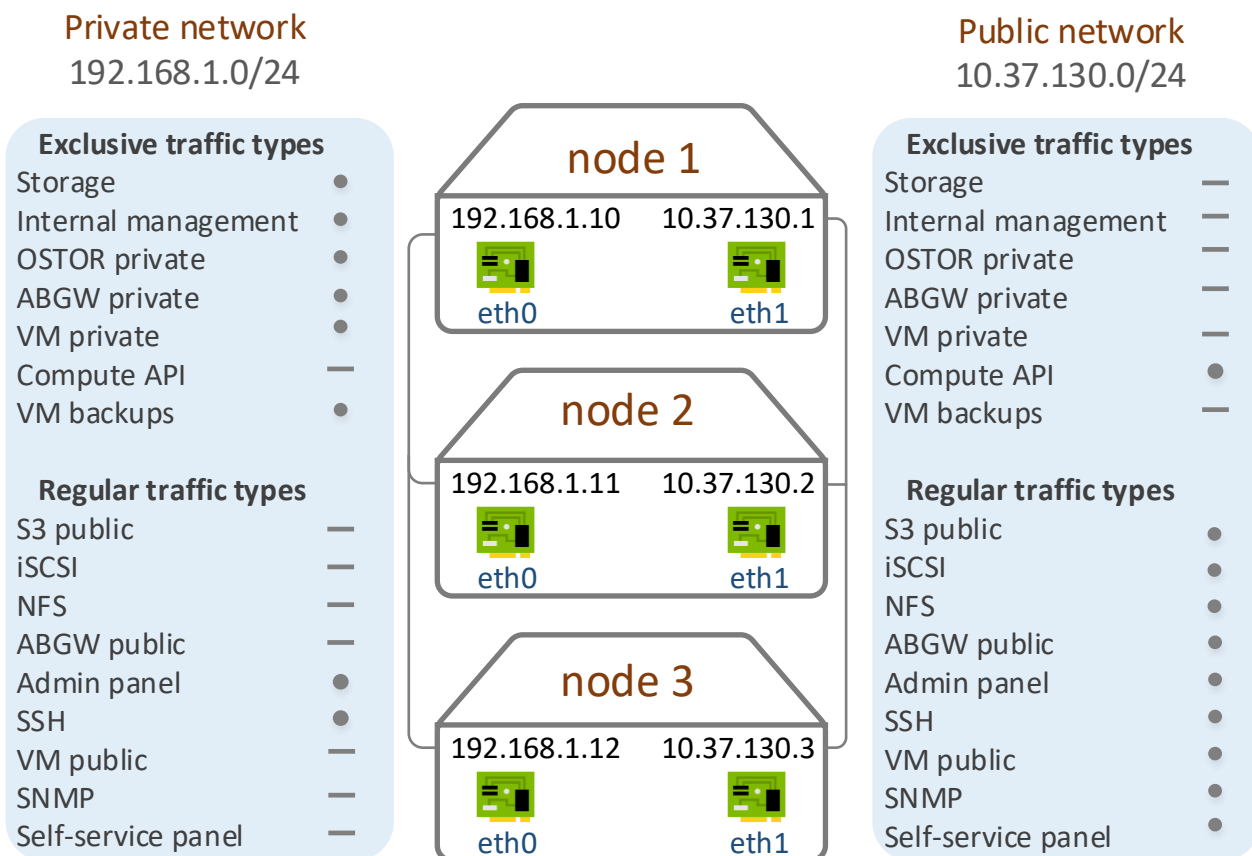 Private network
192.168.1.0/24
Exclusive traffic types
Storage
Internal management
OSTOR private
ABGW private
VM private
Compute API
VM backups
Regular traffic types
S3 public
iSCSI
NFS
ABGW public
Admin panel
SSH
VM public
SNMP
Self-service panel
node 1
192.168.1.10 10.37.130.1
eth0 eth1
node 2
192.168.1.11 10.37.130.2
eth0 eth1
node 3
192.168.1.12 10.37.130.3
eth0 eth1
Public network
10.37.130.0/24
Exclusive traffic types
Storage
Internal management
OSTOR private
ABGW private
VM private
Compute API
VM backups
Regular traffic types
S3 public
iSCSI
NFS
ABGW public
Admin panel
SSH
VM public
SNMP
Self-service panel